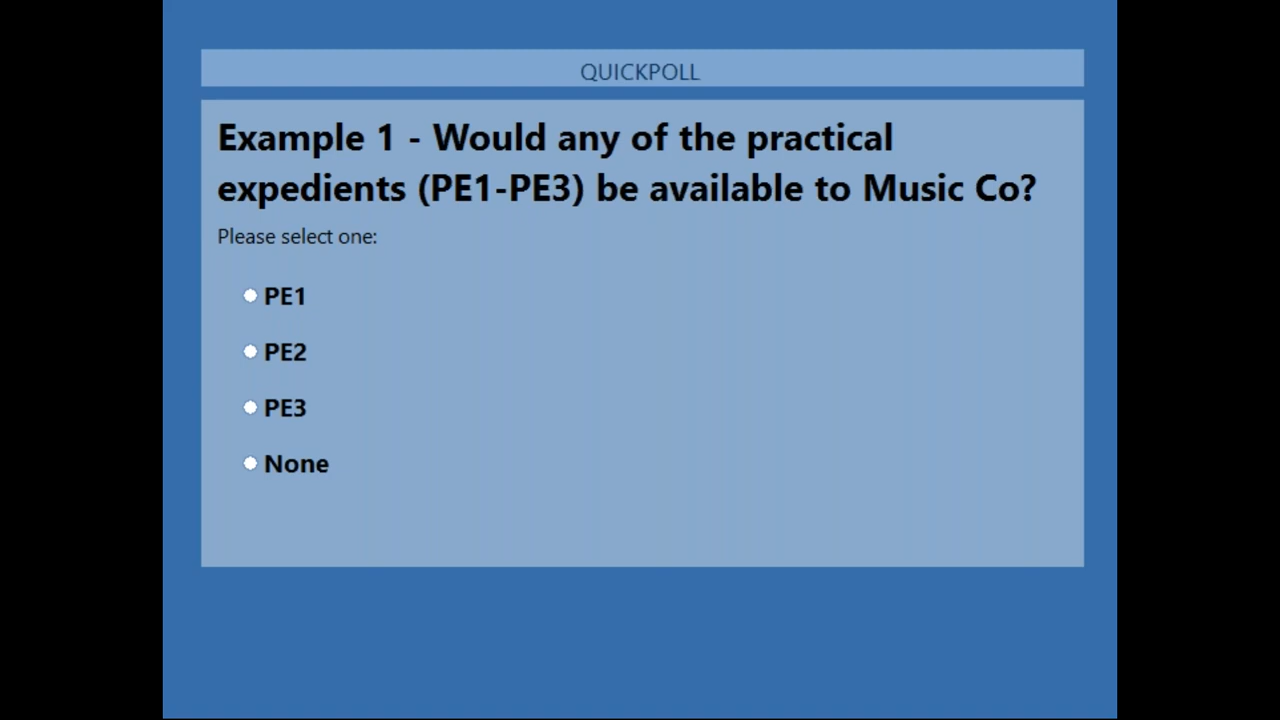 QUICKPOLL
Example 1 - Would any of the practical
expedients (PE1-PE3) be available to Music Co?
Please select one:
PE1
PE2
PE3
None